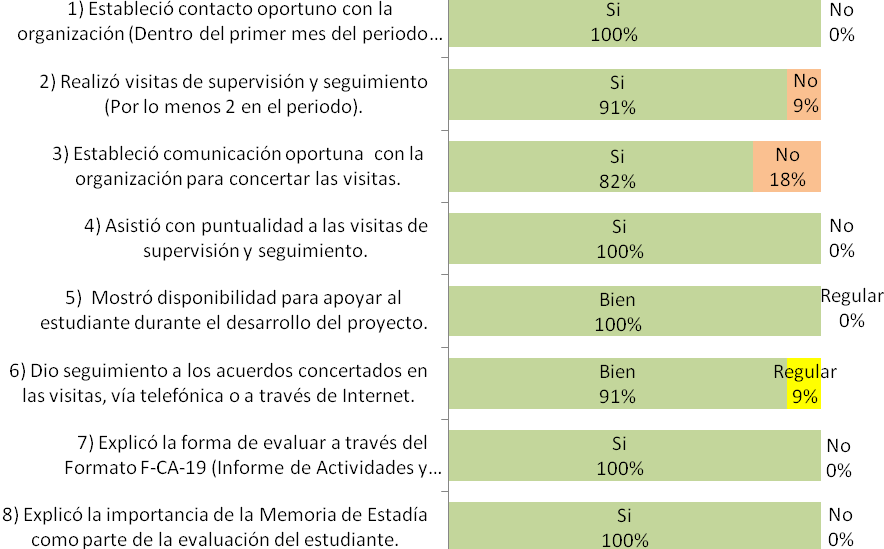 1) Estableció contacto oportuno con la
organización (Dentro del primer mes del periodo...
Si
100%
No
0%
2) Realizó visitas de supervisión y seguimiento
(Por lo menos 2 en el periodo).
Si
91%
No
9%
3) Estableció comunicación oportuna  con la
organización para concertar las visitas.
Si
82%
No
18%
4) Asistió con puntualidad a las visitas de
supervisión y seguimiento.
Si
100%
No
0%
5)  Mostró disponibilidad para apoyar al
estudiante durante el desarrollo del proyecto.
Bien
100%
Regular
0%
6) Dio seguimiento a los acuerdos concertados en
las visitas, vía telefónica o a través de Internet.
Bien
91%
Regular
9%
7) Explicó la forma de evaluar a través del
Formato F-CA-19 (Informe de Actividades y...
Si
100%
No
0%
8) Explicó la importancia de la Memoria de Estadía
como parte de la evaluación del estudiante.
Si
100%
No
0%